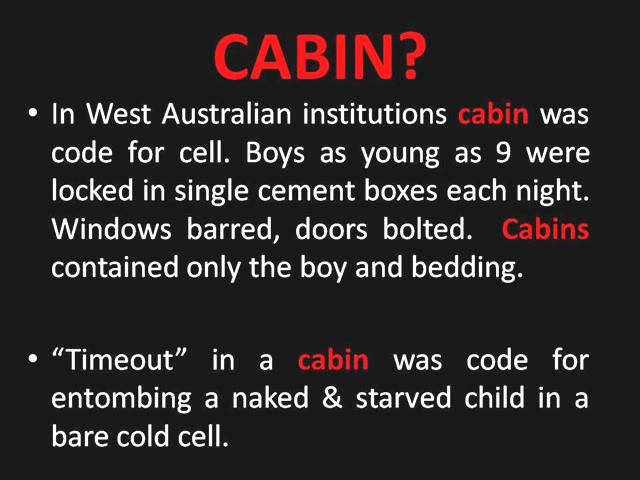 CABIN?
• In West Australian institutions cabin was
code for cell. Boys as young as 9 were
locked in single cement boxes each night.
Windows barred, doors bolted. Cabins
contained only the boy and bedding.
• “Timeout” in a cabin was code for
entombing a naked & starved child in a
bare cold cell.